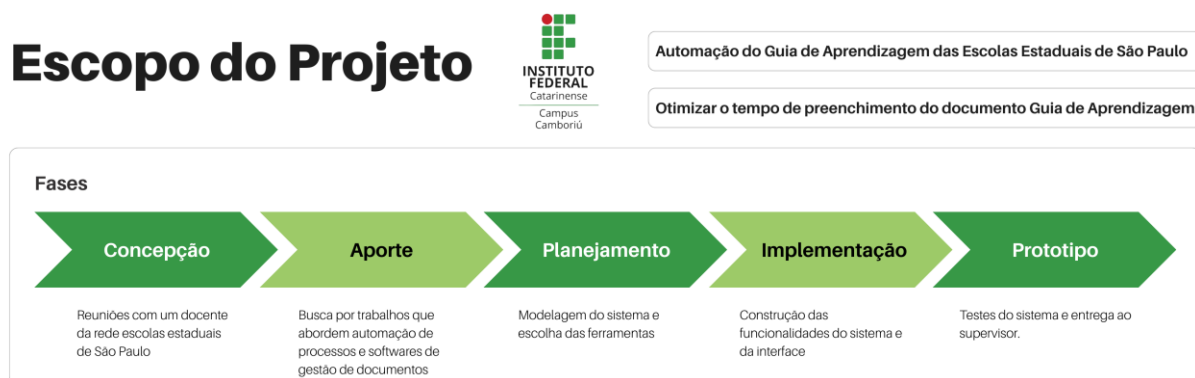 Escopo do Projeto
INSTITUTO
FEDERAL
Catarinense
Campus
Camboriú
Automação do Guia de Aprendizagem das Escolas Estaduais de São Paulo
Otimizar o tempo de preenchimento do documento Guia de Aprendizagem
Fases
Concepção
Aporte
Planejamento
Implementação
Prototipo
Reuniões com um docente
da rede escolas estaduais
de São Paulo
Busca por trabalhos que
abordem automação de
processos e softwares de
gestão de documentos
Modelagem do sistema e
escolha das ferramentas
Construção das
funcionalidades do sistema e
da interface
Testes do sistema e entrega ao
supervisor.